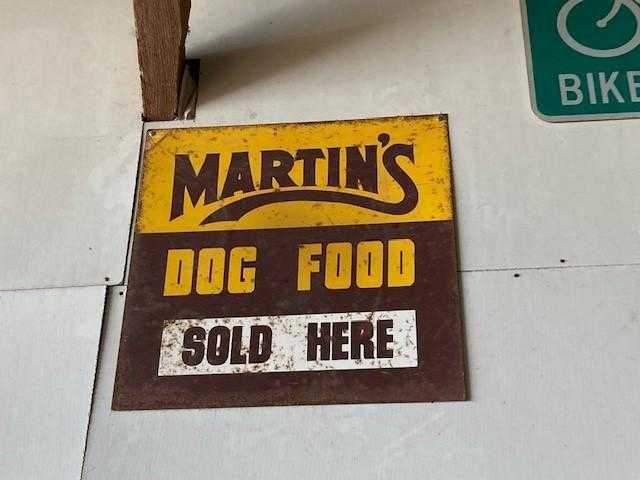 MARTIN'S
DOG FOOD
SOLD HERE
BIKE